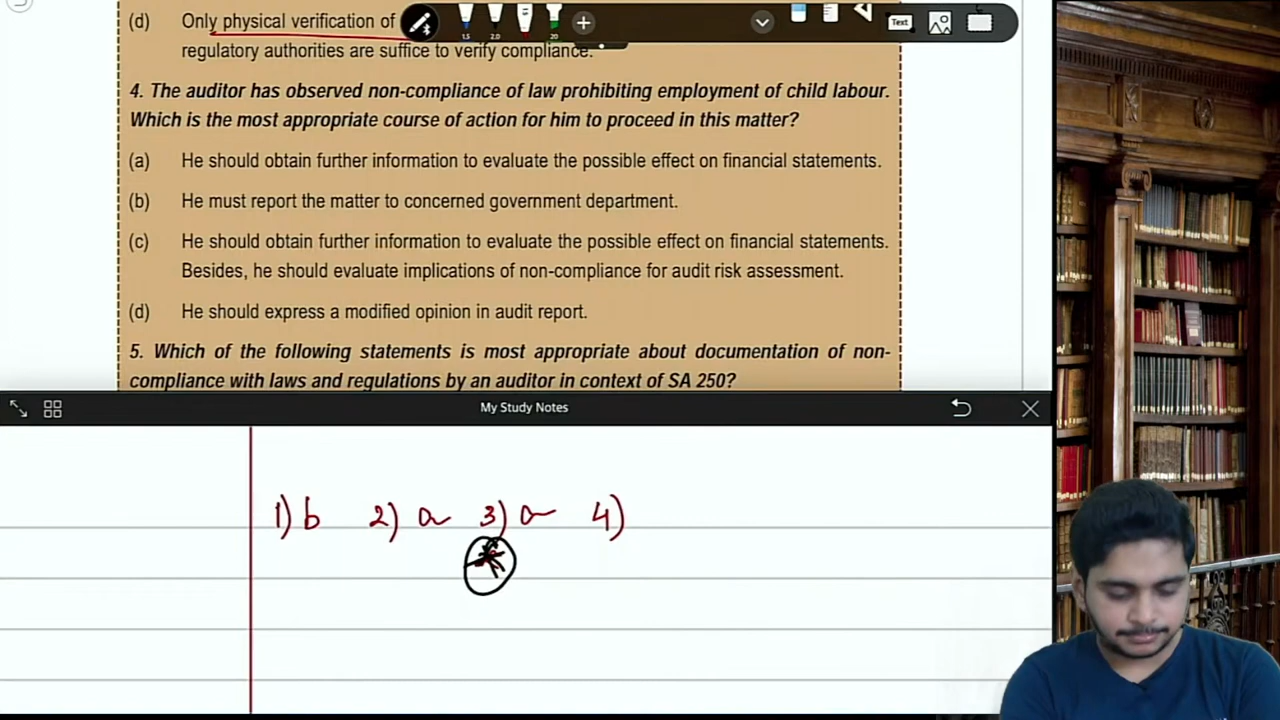 (d) Only physical verification of
regulatory authorities are suffice to verify compliance.
1.5 2.0 20 Text
4. The auditor has observed non-compliance of law prohibiting employment of child labour.
Which is the most appropriate course of action for him to proceed in this matter?
(a) He should obtain further information to evaluate the possible effect on financial statements.
(b) He must report the matter to concerned government department.
(c) He should obtain further information to evaluate the possible effect on financial statements.
Besides, he should evaluate implications of non-compliance for audit risk assessment.
(d) He should express a modified opinion in audit report.
5. Which of the following statements is most appropriate about documentation of non-
compliance with laws and regulations by an auditor in context of SA 250?
My Study Notes
1) b 2) a 3) a 4)